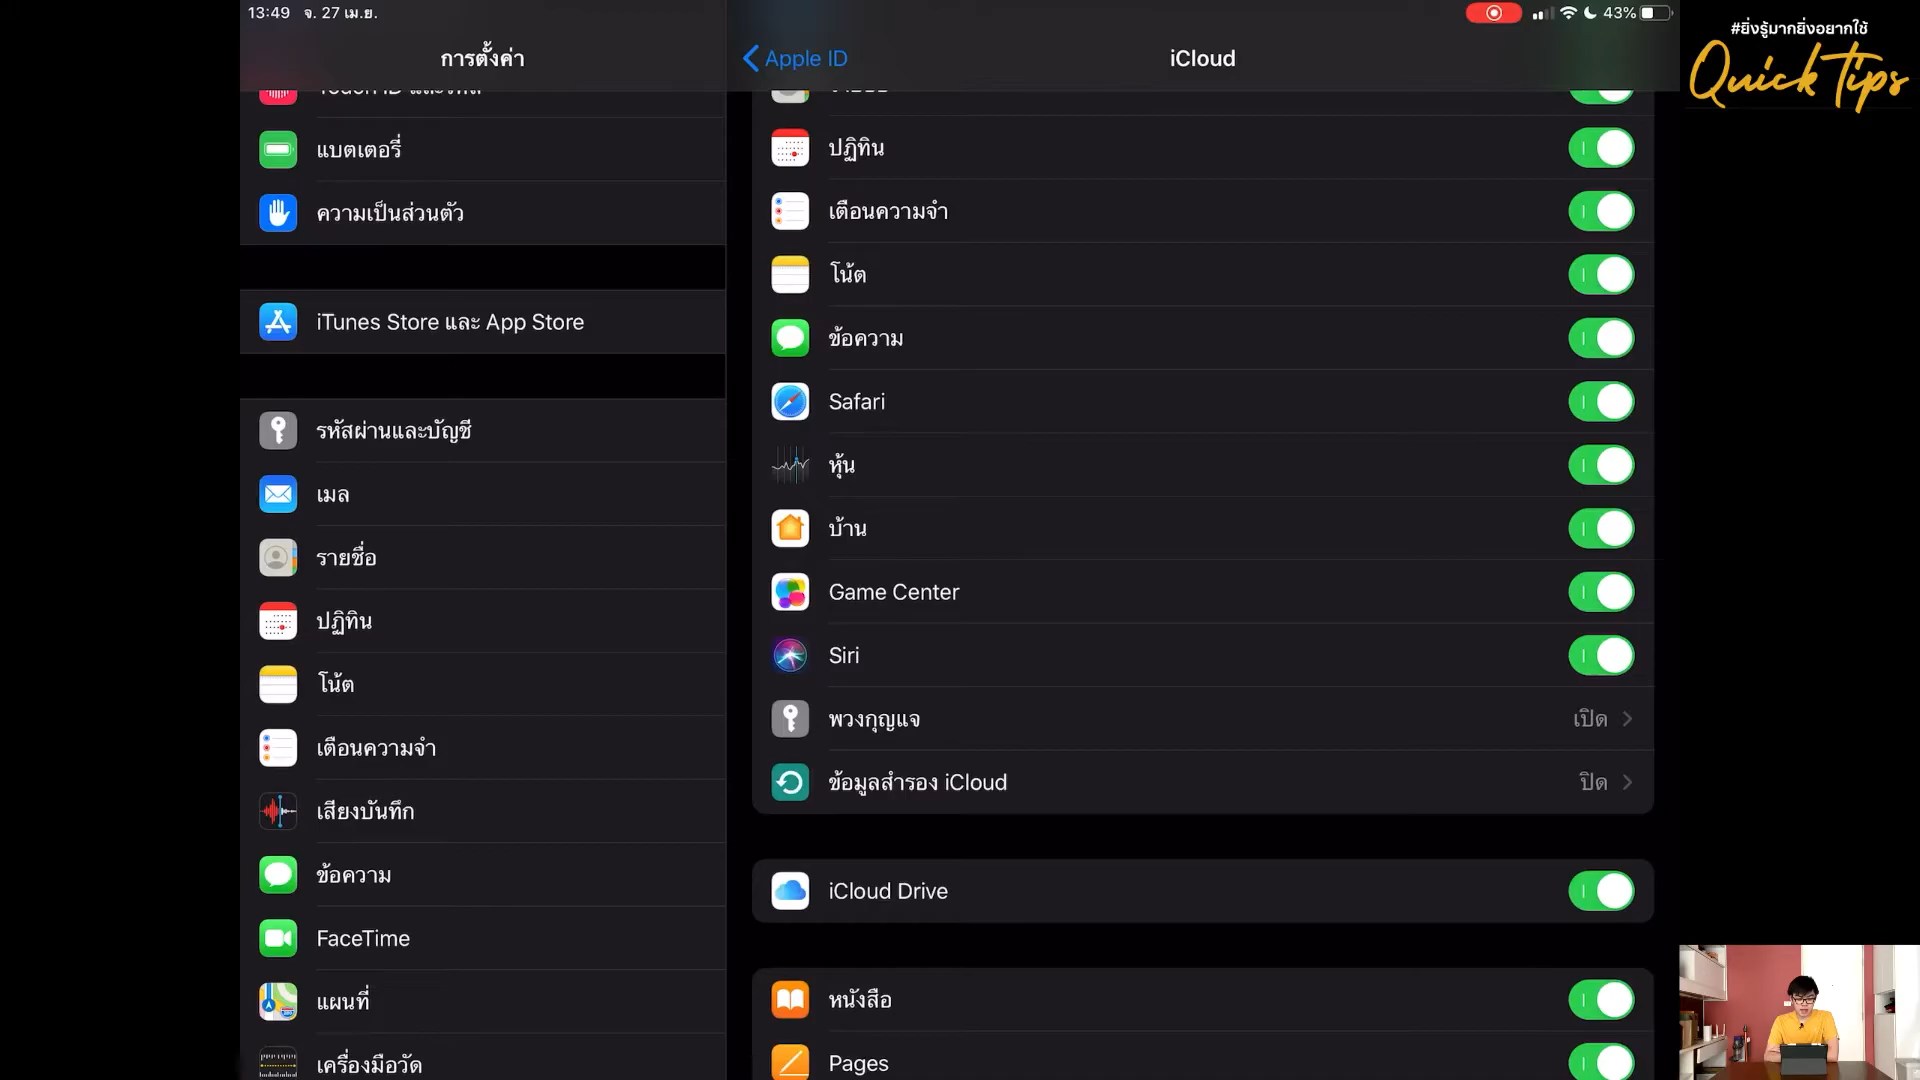 13:49 จ. 27 เม.ย.
43%
#ยิ่งรู้มากยิ่งอยากใช้
Quick Tips
การตั้งค่า
แบตเตอรี่
ความเป็นส่วนตัว
iTunes Store และ App Store
รหัสผ่านและบัญชี
เมล
รายชื่อ
ปฏิทิน
โน้ต
เตือนความจำ
เสียงบันทึก
ข้อความ
FaceTime
แผนที่
เครื่องมือวัด
Apple ID
iCloud
ปฏิทิน
เตือนความจำ
โน้ต
ข้อความ
Safari
หุ้น
บ้าน
Game Center
Siri
พวงกุญแจ เปิด
ข้อมูลสำรอง iCloud ปิด
iCloud Drive
หนังสือ
Pages